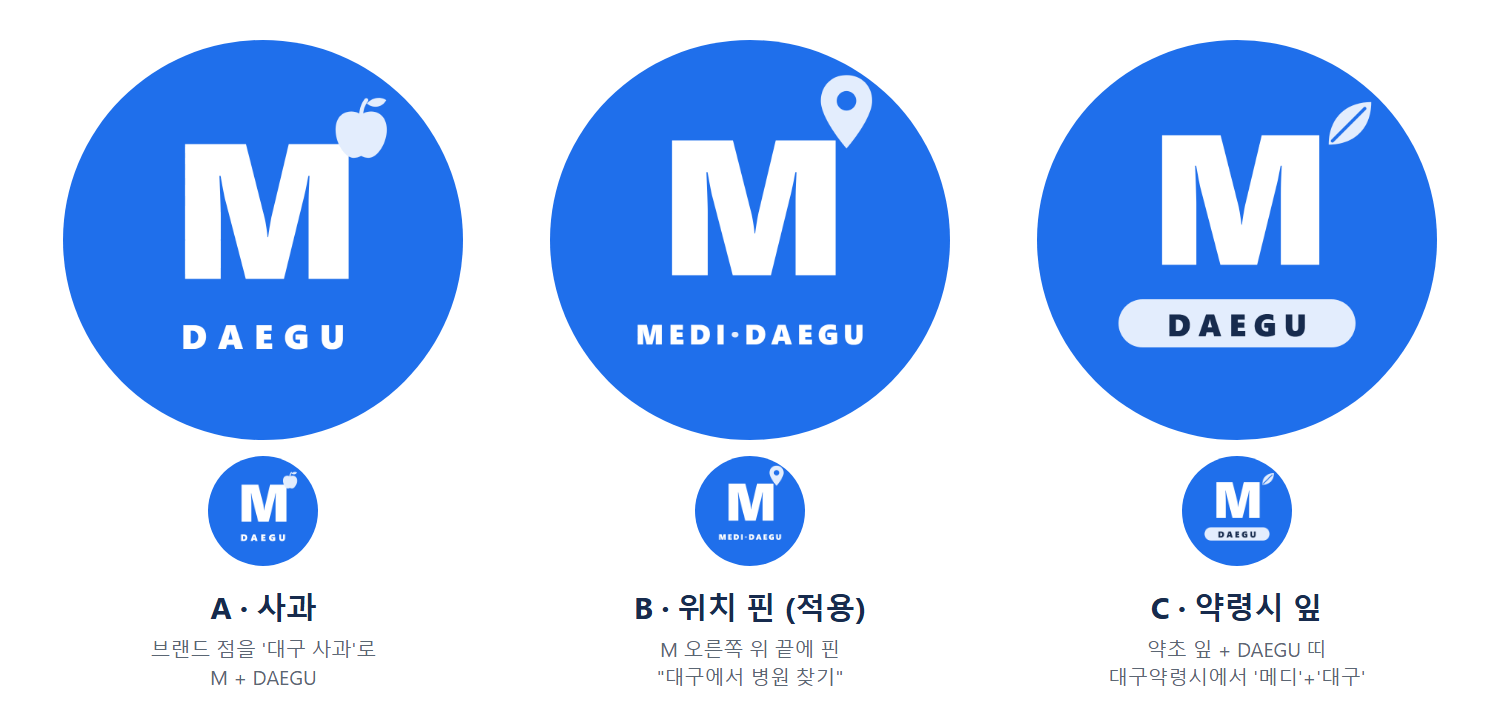 M
DAEGU
M
MEDI·DAEGU
M
DAEGU
M
DAEGU
M
MEDI·DAEGU
M
DAEGU
A · 사과
브랜드 점을 '대구 사과'로
M + DAEGU
B · 위치 핀 (적용)
M 오른쪽 위 끝에 핀
"대구에서 병원 찾기"
C · 약령시 잎
약초 잎 + DAEGU 띠
대구약령시에서 '메디'+'대구'